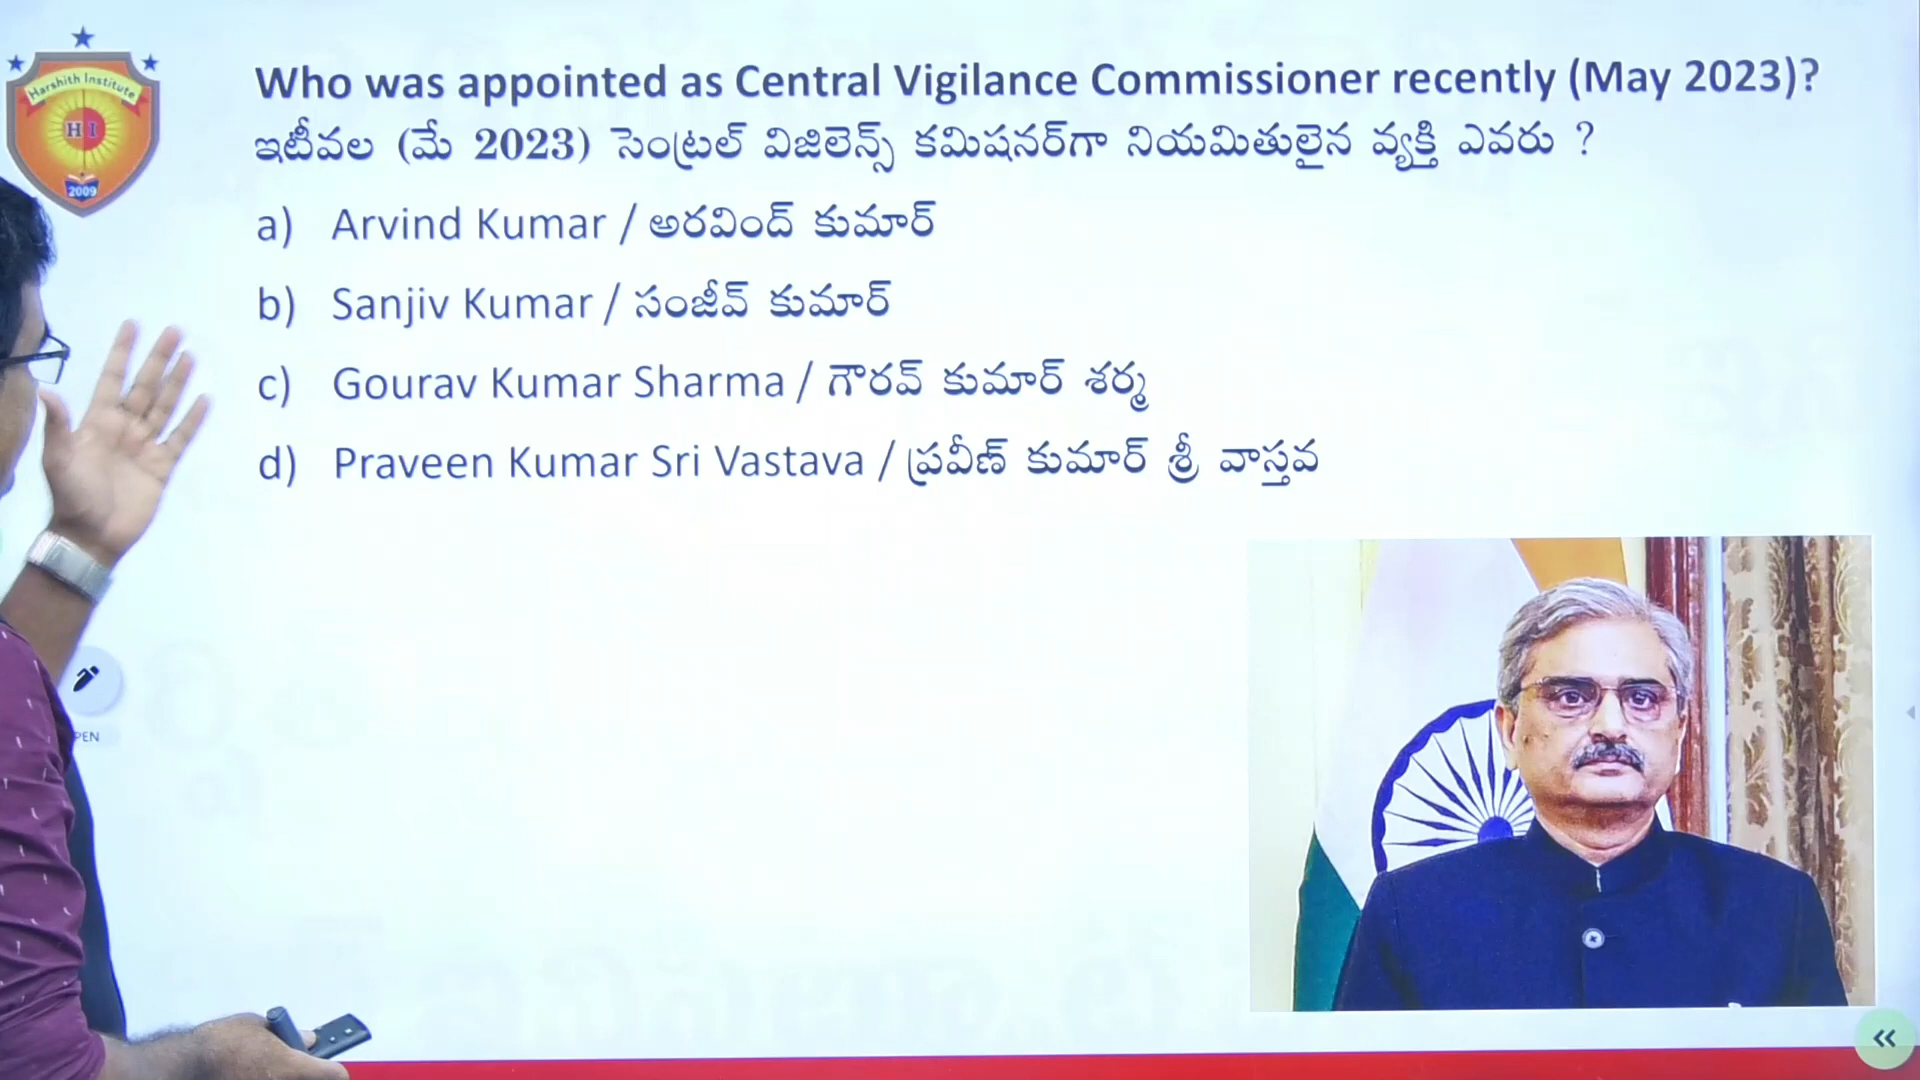 Harshith Institute
H I
2009
Who was appointed as Central Vigilance Commissioner recently (May 2023)?
ఇటీవల (మే 2023) సెంట్రల్ విజిలెన్స్ కమిషనర్‌గా నియమితులైన వ్యక్తి ఎవరు ?
a) Arvind Kumar / అరవింద్ కుమార్
b) Sanjiv Kumar / సంజీవ్ కుమార్
c) Gourav Kumar Sharma / గౌరవ్ కుమార్ శర్మ
d) Praveen Kumar Sri Vastava / ప్రవీణ్ కుమార్ శ్రీ వాస్తవ
PEN